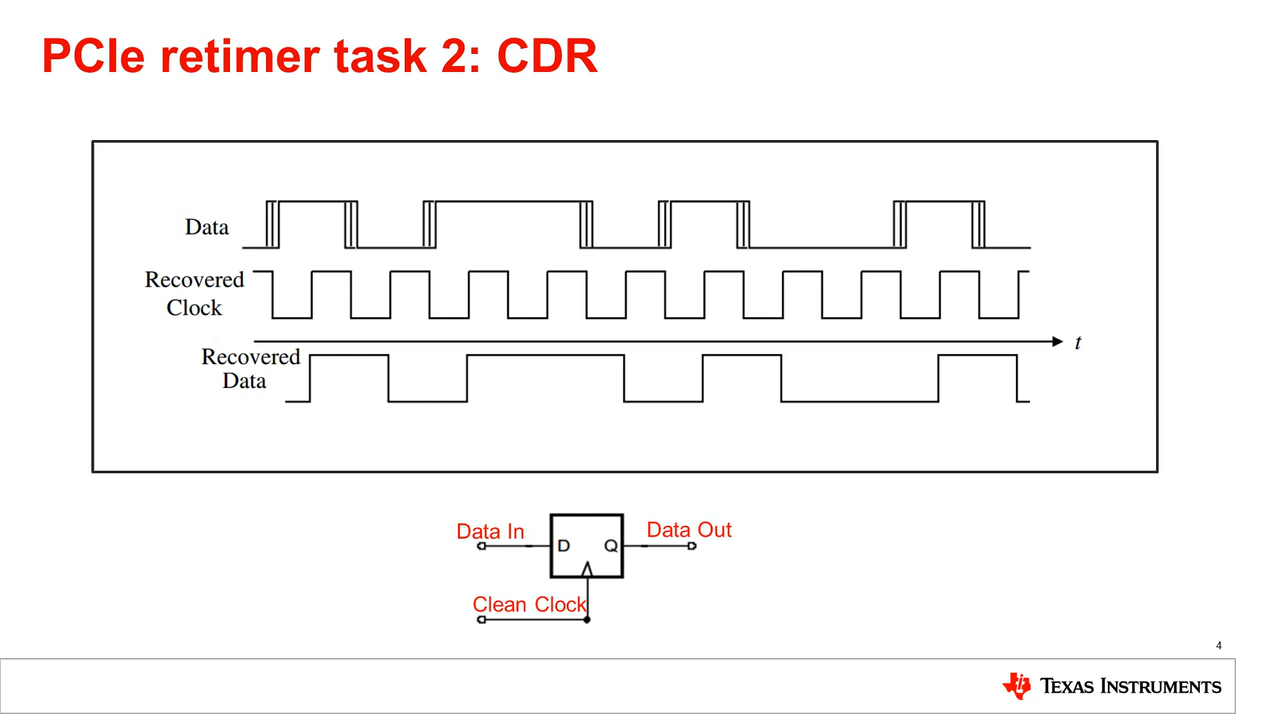 PCIe retimer task 2: CDR
Data
Recovered
Clock
t
Recovered
Data
Data In
Data Out
D
Q
Clean Clock
4
TEXAS INSTRUMENTS